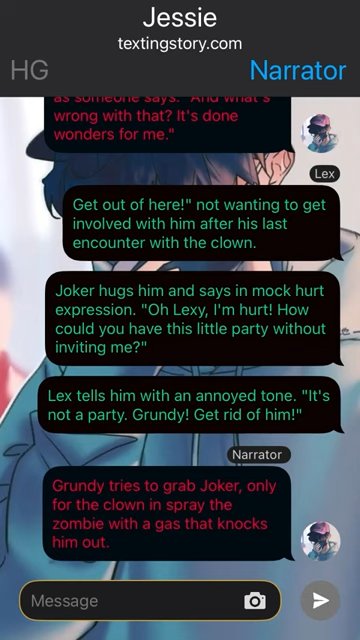 Jessie
textingstory.com
HG
Narrator
as someone says. "And what's
wrong with that? It's done
wonders for me."
Lex
Get out of here!" not wanting to get
involved with him after his last
encounter with the clown.
Joker hugs him and says in mock hurt
expression. "Oh Lexy, I'm hurt! How
could you have this little party without
inviting me?"
Lex tells him with an annoyed tone. "It's
not a party. Grundy! Get rid of him!"
Narrator
Grundy tries to grab Joker, only
for the clown in spray the
zombie with a gas that knocks
him out.
Message